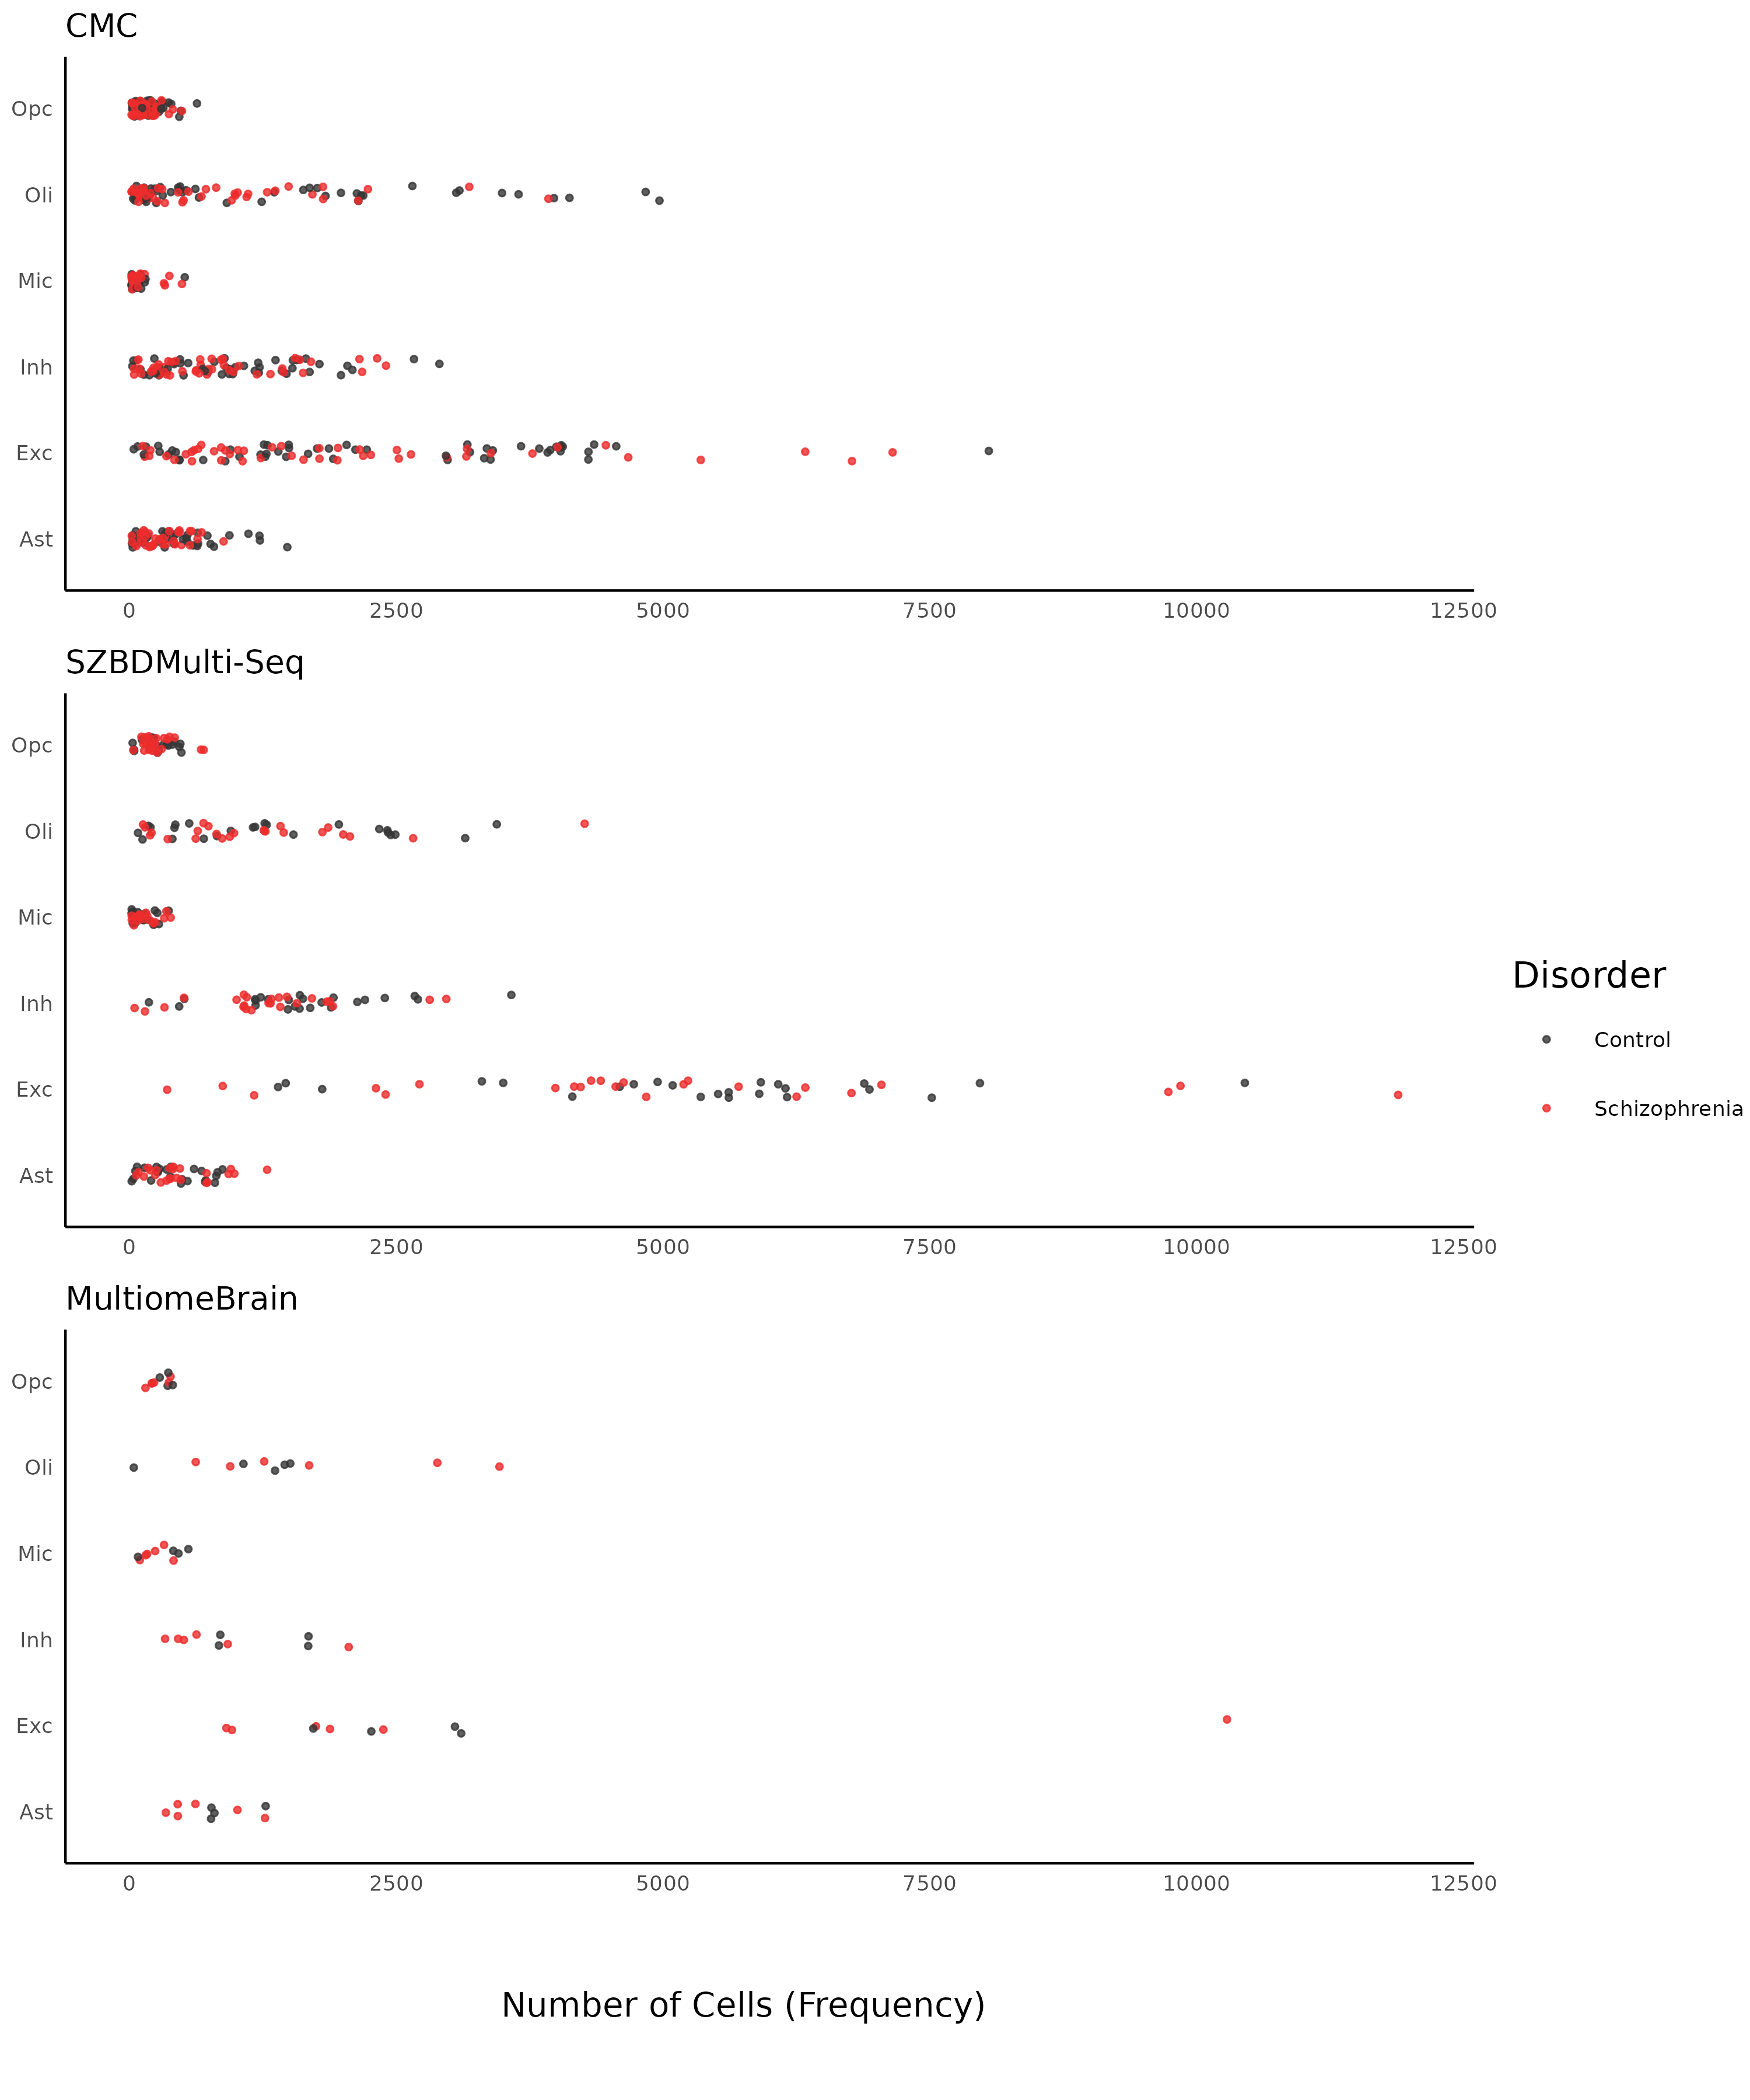 CMC
Opc
Oli
Mic
Inh
Exc
Ast
0 2500 5000 7500 10000 12500
SZBDMulti-Seq
Opc
Oli
Mic
Inh
Exc
Ast
0 2500 5000 7500 10000 12500
Disorder
Control
Schizophrenia
MultiomeBrain
Opc
Oli
Mic
Inh
Exc
Ast
0 2500 5000 7500 10000 12500
Number of Cells (Frequency)